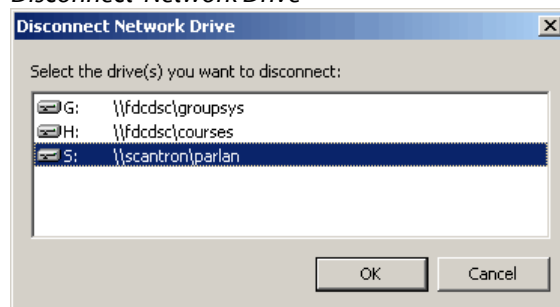 Disconnect Network Drive
Disconnect Network Drive
Select the drive(s) you want to disconnect:
G: \\fdcdsc\groupsys
H: \\fdcdsc\courses
S: \\scantron\parlan
OK Cancel